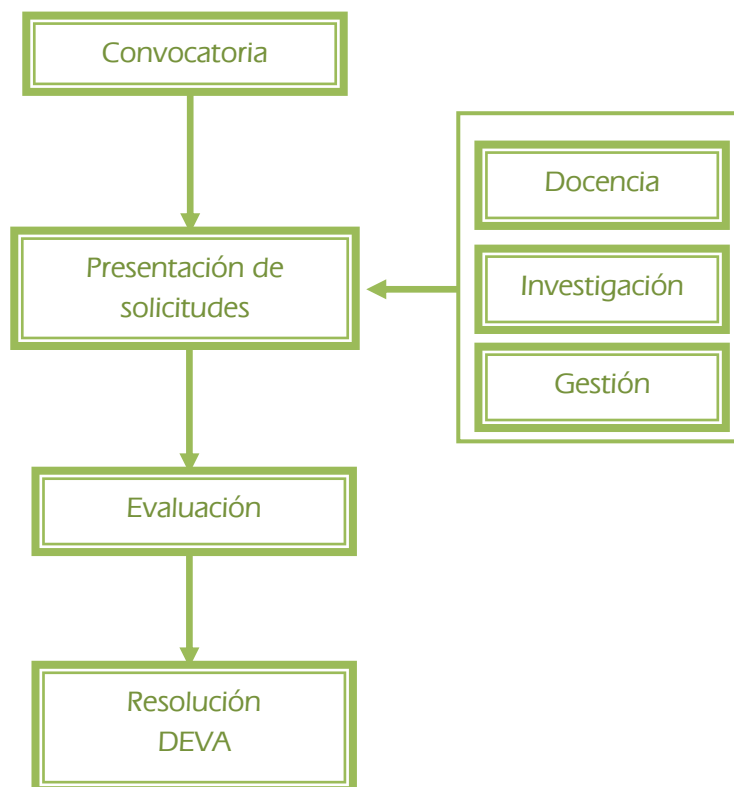 Convocatoria
Docencia
Presentación de
solicitudes
Investigación
Gestión
Evaluación
Resolución
DEVA